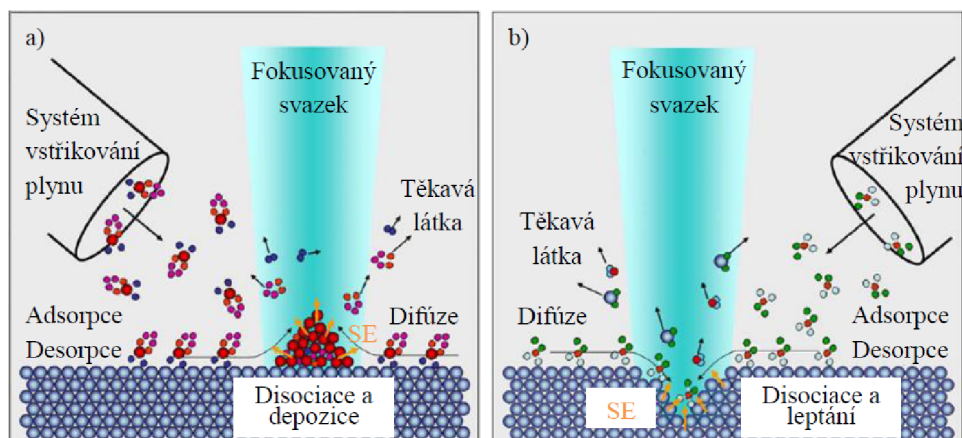 a)
Fokusovaný
svazek
Systém
vstřikování
plynu
Těkavá
látka
Adsorpce
Desorpce
SE
Difúze
Disociace a
depozice
b)
Fokusovaný
svazek
Systém
vstřikování
plynu
Těkavá
látka
Difúze
Adsorpce
Desorpce
SE
Disociace a
leptání